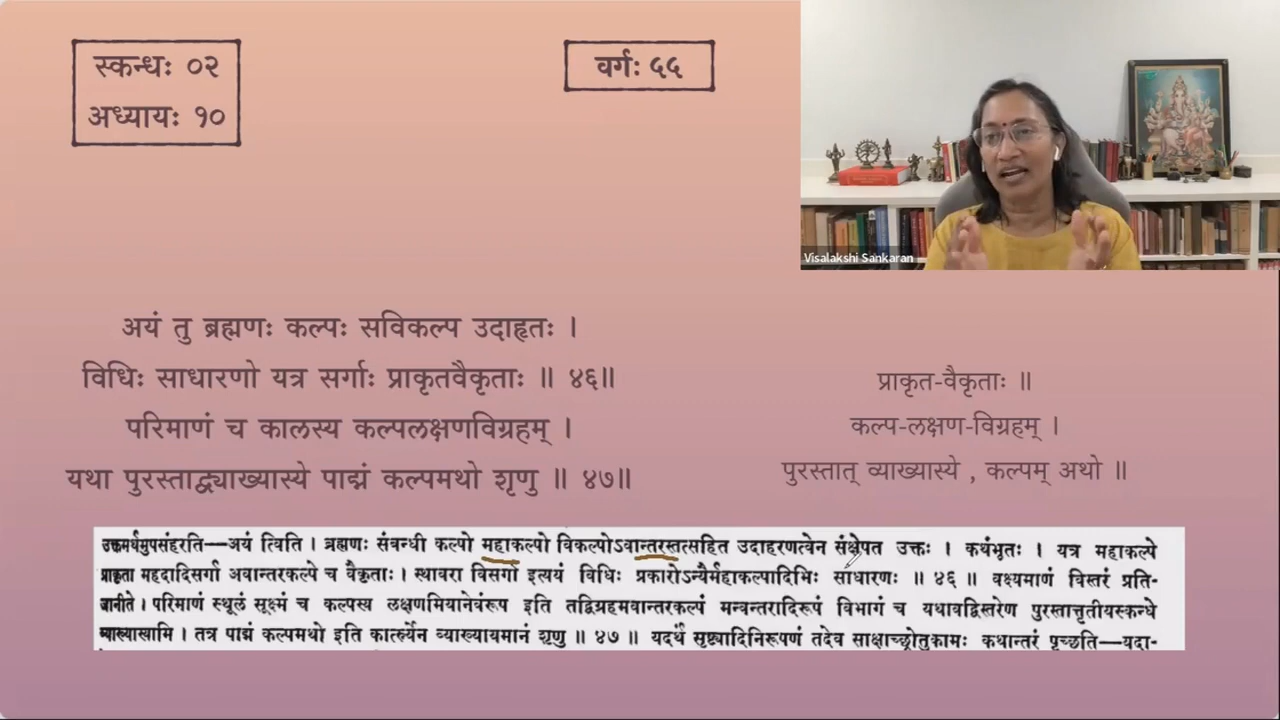 स्कन्धः ०२
अध्यायः १०
वर्गः ५५
Visalakshi Sankaran
अयं तु ब्रह्मणः कल्पः सविकल्प उदाहृतः ।
विधिः साधारणो यत्र सर्गाः प्राकृतवैकृताः ॥ ४६॥
परिमाणं च कालस्य कल्पलक्षणविग्रहम् ।
यथा पुरस्ताद्व्याख्यास्ये पाद्मं कल्पमथो शृणु ॥ ४७॥
प्राकृत-वैकृताः ॥
कल्प-लक्षण-विग्रहम् ।
पुरस्तात् व्याख्यास्ये , कल्पम् अथो ॥
उक्तमर्थमुपसंहरति—अयं त्विति । ब्रह्मणः संबन्धी कल्पो महाकल्पो विकल्पोऽवान्तरस्तत्सहित उदाहरणत्वेन संक्षेपत उक्तः । कथंभूतः । यत्र महाकल्पे
प्राकृता महदादिसर्गा अवान्तरकल्पे च वैकृताः । स्थावरा विसर्गा इत्ययं विधिः प्रकारोऽन्यैर्महाकल्पादिभिः साधारणः ॥ ४६ ॥ वक्ष्यमाणं विस्तरं प्रति-
जानीते । परिमाणं स्थूलं सूक्ष्मं च कल्पस्य लक्षणमियानेवंरूप इति तद्विग्रहमवान्तरकल्पं मन्वन्तरादिरूपं विभागं च यथावद्विस्तरेण पुरस्तात्तृतीयस्कन्धे
व्याख्यास्यामि । तत्र पाद्मं कल्पमथो इति कार्त्स्न्येन व्याख्यायमानं शृणु ॥ ४७ ॥ यदर्थं सृष्ट्यादिनिरूपणं तदेव साक्षाच्छ्रोतुकामः कथान्तरं पृच्छति—यदा-